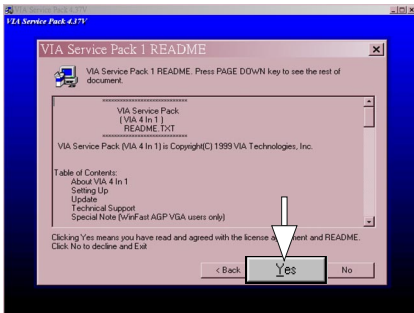 VIA Service Pack 4.37V
VIA Service Pack 4.37V
VIA Service Pack 1 README
VIA Service Pack 1 README. Press PAGE DOWN key to see the rest of
document.
VIA Service Pack
( VIA 4 In 1 )
README.TXT
VIA Service Pack (VIA 4 In 1) is Copyright(C) 1999 VIA Technologies, Inc.
Table of Contents:
About VIA 4 In 1
Setting Up
Update
Technical Support
Special Note (WinFast AGP VGA users only)
Clicking Yes means you have read and agreed with the license ment and README.
Click No to decline and Exit
< Back
Yes
No